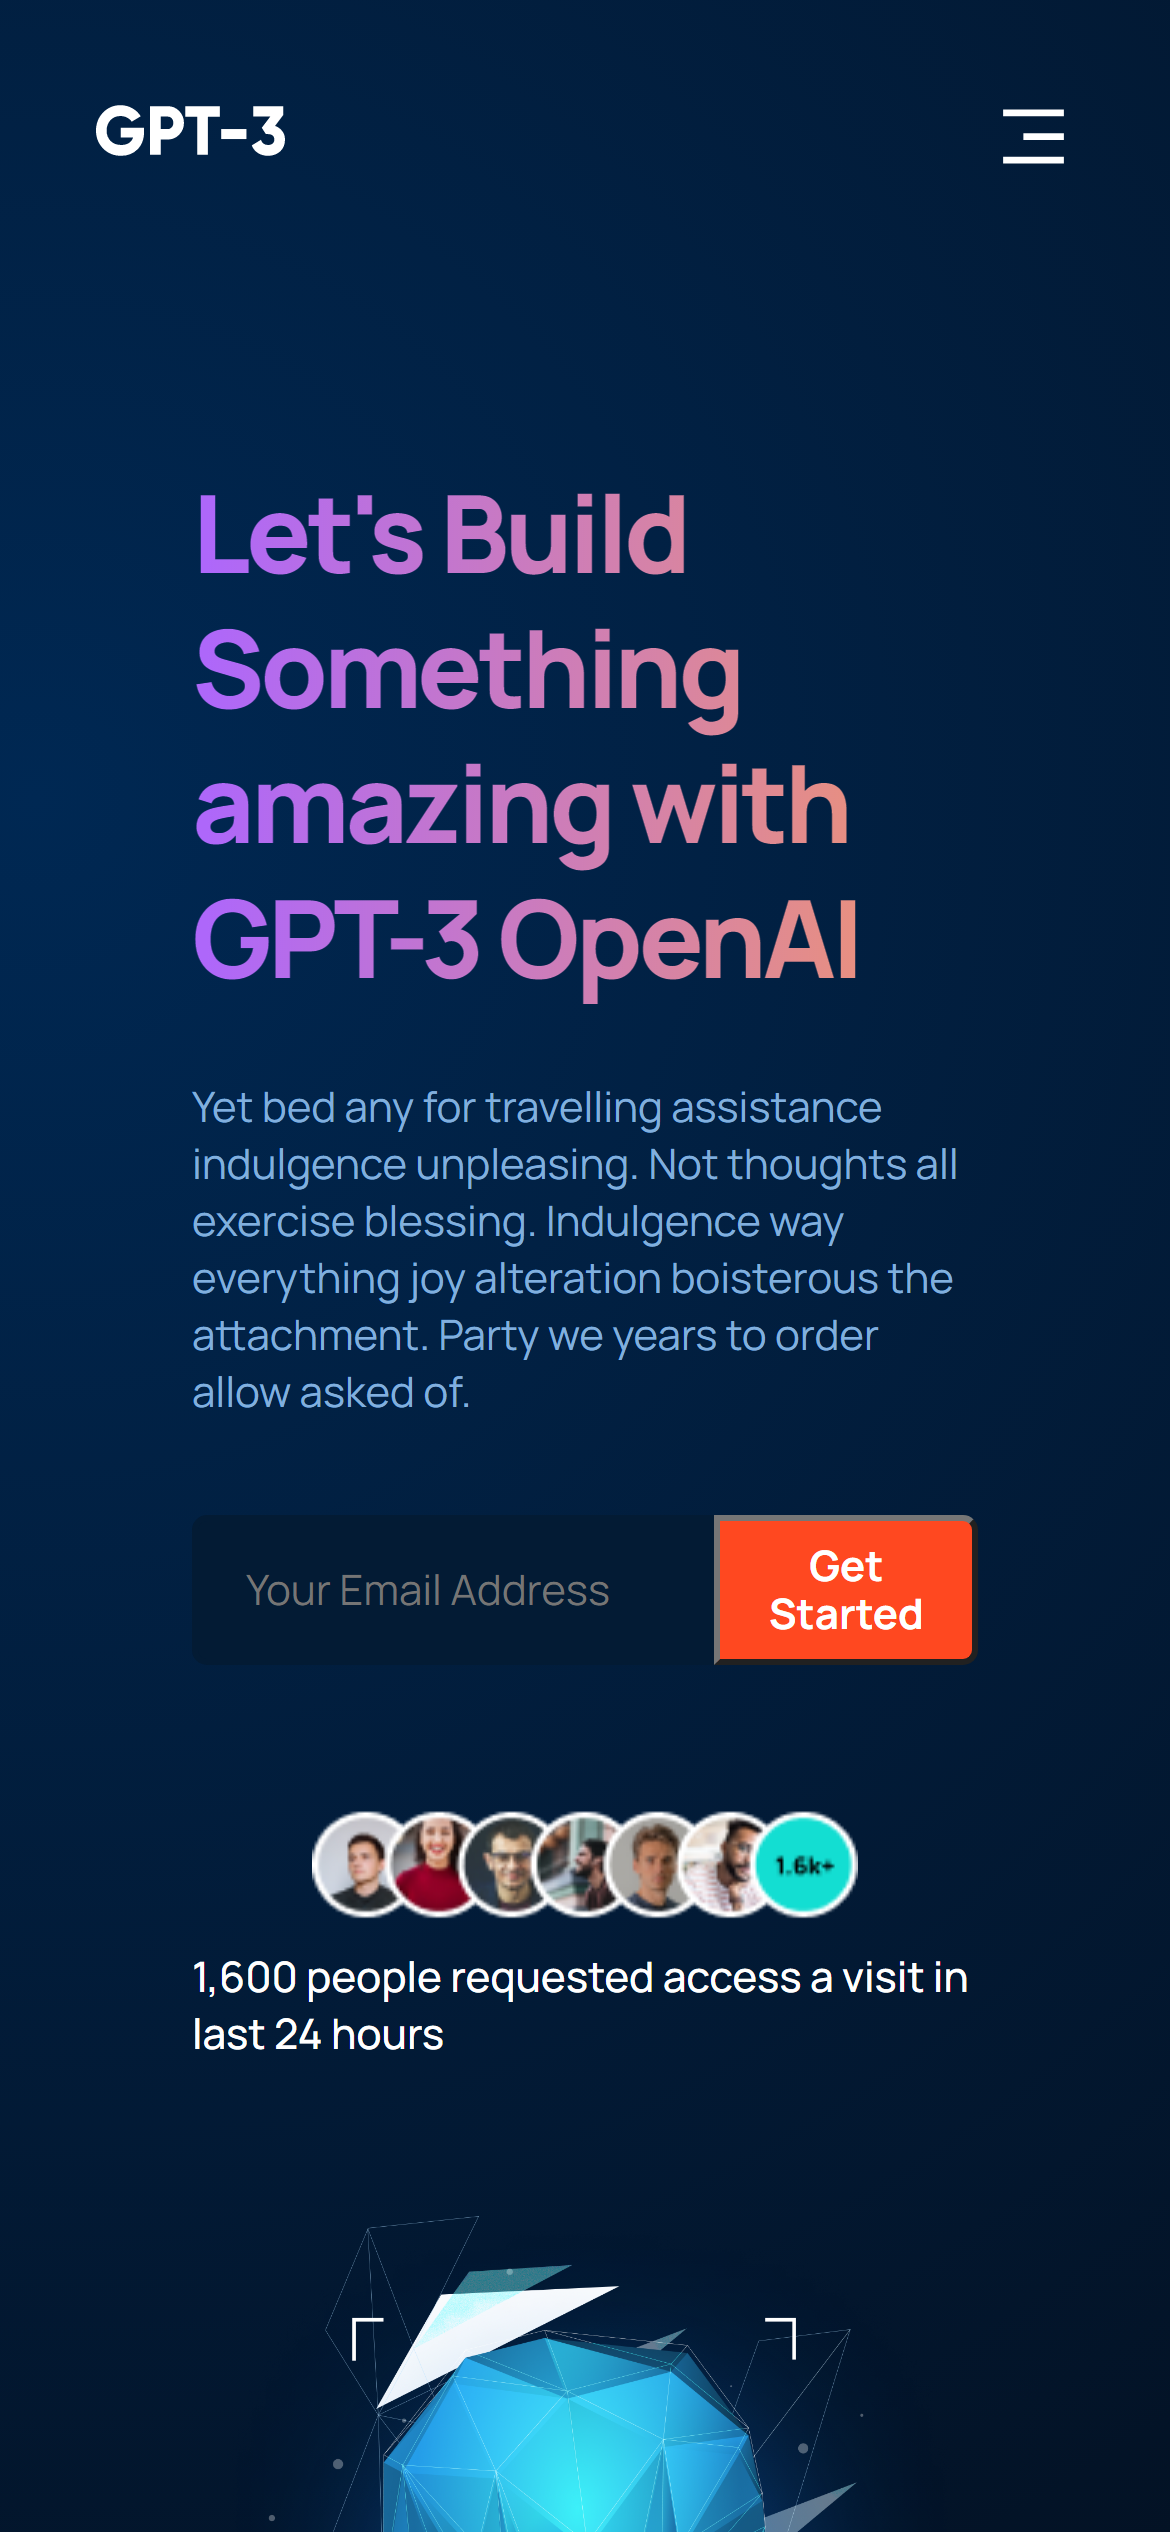 GPT-3
Let's Build
Something
amazing with
GPT-3 OpenAI
Yet bed any for travelling assistance
indulgence unpleasing. Not thoughts all
exercise blessing. Indulgence way
everything joy alteration boisterous the
attachment. Party we years to order
allow asked of.
Your Email Address
Get
Started
1.6k+
1,600 people requested access a visit in
last 24 hours